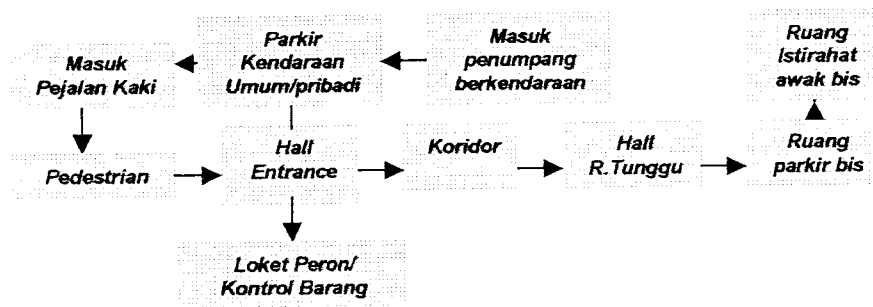 Masuk
Pejalan Kaki
Parkir
Kendaraan
Umum/pribadi
Masuk
penumpang
berkendaraan
Ruang
Istirahat
awak bis
Pedestrian
Hall
Entrance
Koridor
Hall
R.Tunggu
Ruang
parkir bis
Loket Peron/
Kontrol Barang